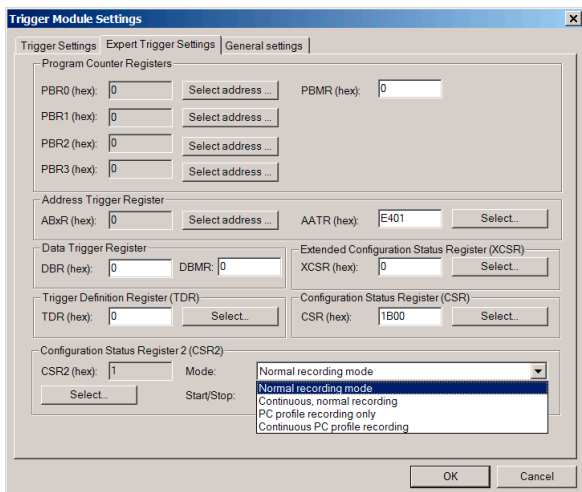 Trigger Module Settings
Trigger Settings Expert Trigger Settings General settings
Program Counter Registers
PBR0 (hex): 0 Select address ... PBMR (hex): 0
PBR1 (hex): 0 Select address ...
PBR2 (hex): 0 Select address ...
PBR3 (hex): 0 Select address ...
Address Trigger Register
ABxR (hex): 0 Select address ... AATR (hex): E401 Select...
Data Trigger Register Extended Configuration Status Register (XCSR)
DBR (hex): 0 DBMR: 0 XCSR (hex): 0 Select...
Trigger Definition Register (TDR) Configuration Status Register (CSR)
TDR (hex): 0 Select... CSR (hex): 1B00 Select...
Configuration Status Register 2 (CSR2)
CSR2 (hex): 1 Mode: Normal recording mode
Select... Start/Stop: Normal recording mode
Continuous, normal recording
PC profile recording only
Continuous PC profile recording
OK Cancel